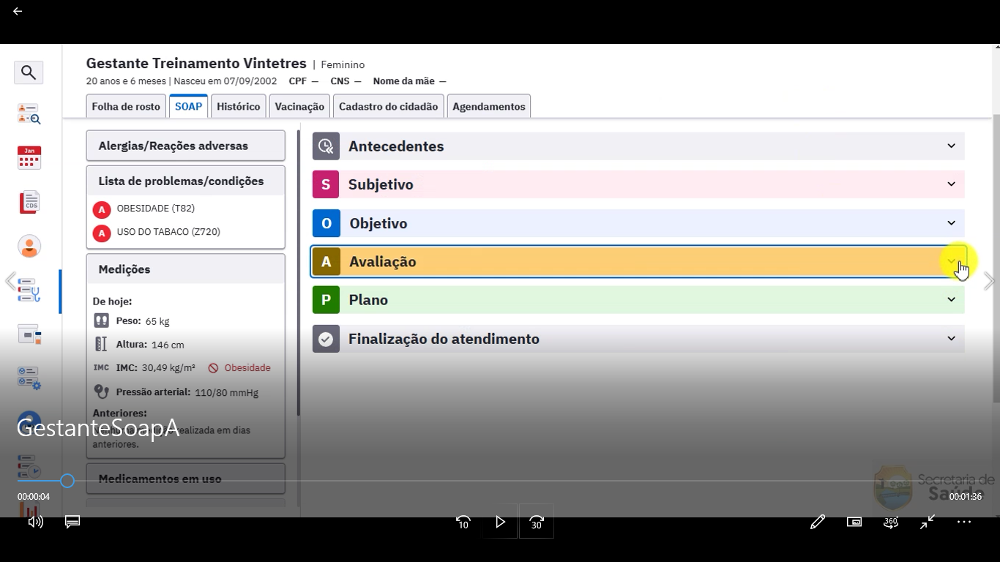 Gestante Treinamento Vintetres | Feminino
20 anos e 6 meses | Nasceu em 07/09/2002 CPF — CNS — Nome da mãe —
Folha de rosto SOAP Histórico Vacinação Cadastro do cidadão Agendamentos
Jan
CDS
Alergias/Reações adversas
Lista de problemas/condições
A OBESIDADE (T82)
A USO DO TABACO (Z720)
Medições
De hoje:
Peso: 65 kg
Altura: 146 cm
IMC IMC: 30,49 kg/m² Obesidade
Pressão arterial: 110/80 mmHg
Anteriores:
realizada em dias
anteriores.
Medicamentos em uso
Antecedentes
S Subjetivo
O Objetivo
A Avaliação
P Plano
Finalização do atendimento
GestanteSoapA
Secretaria de
Saúde
00:00:04
00:01:36
10
30
360